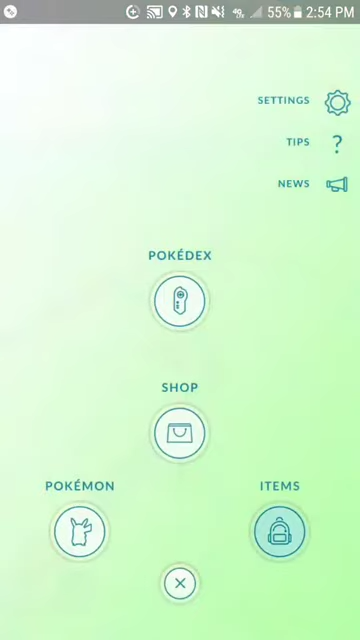 55% 2:54 PM
SETTINGS
TIPS ?
NEWS
POKÉDEX
SHOP
POKÉMON
ITEMS